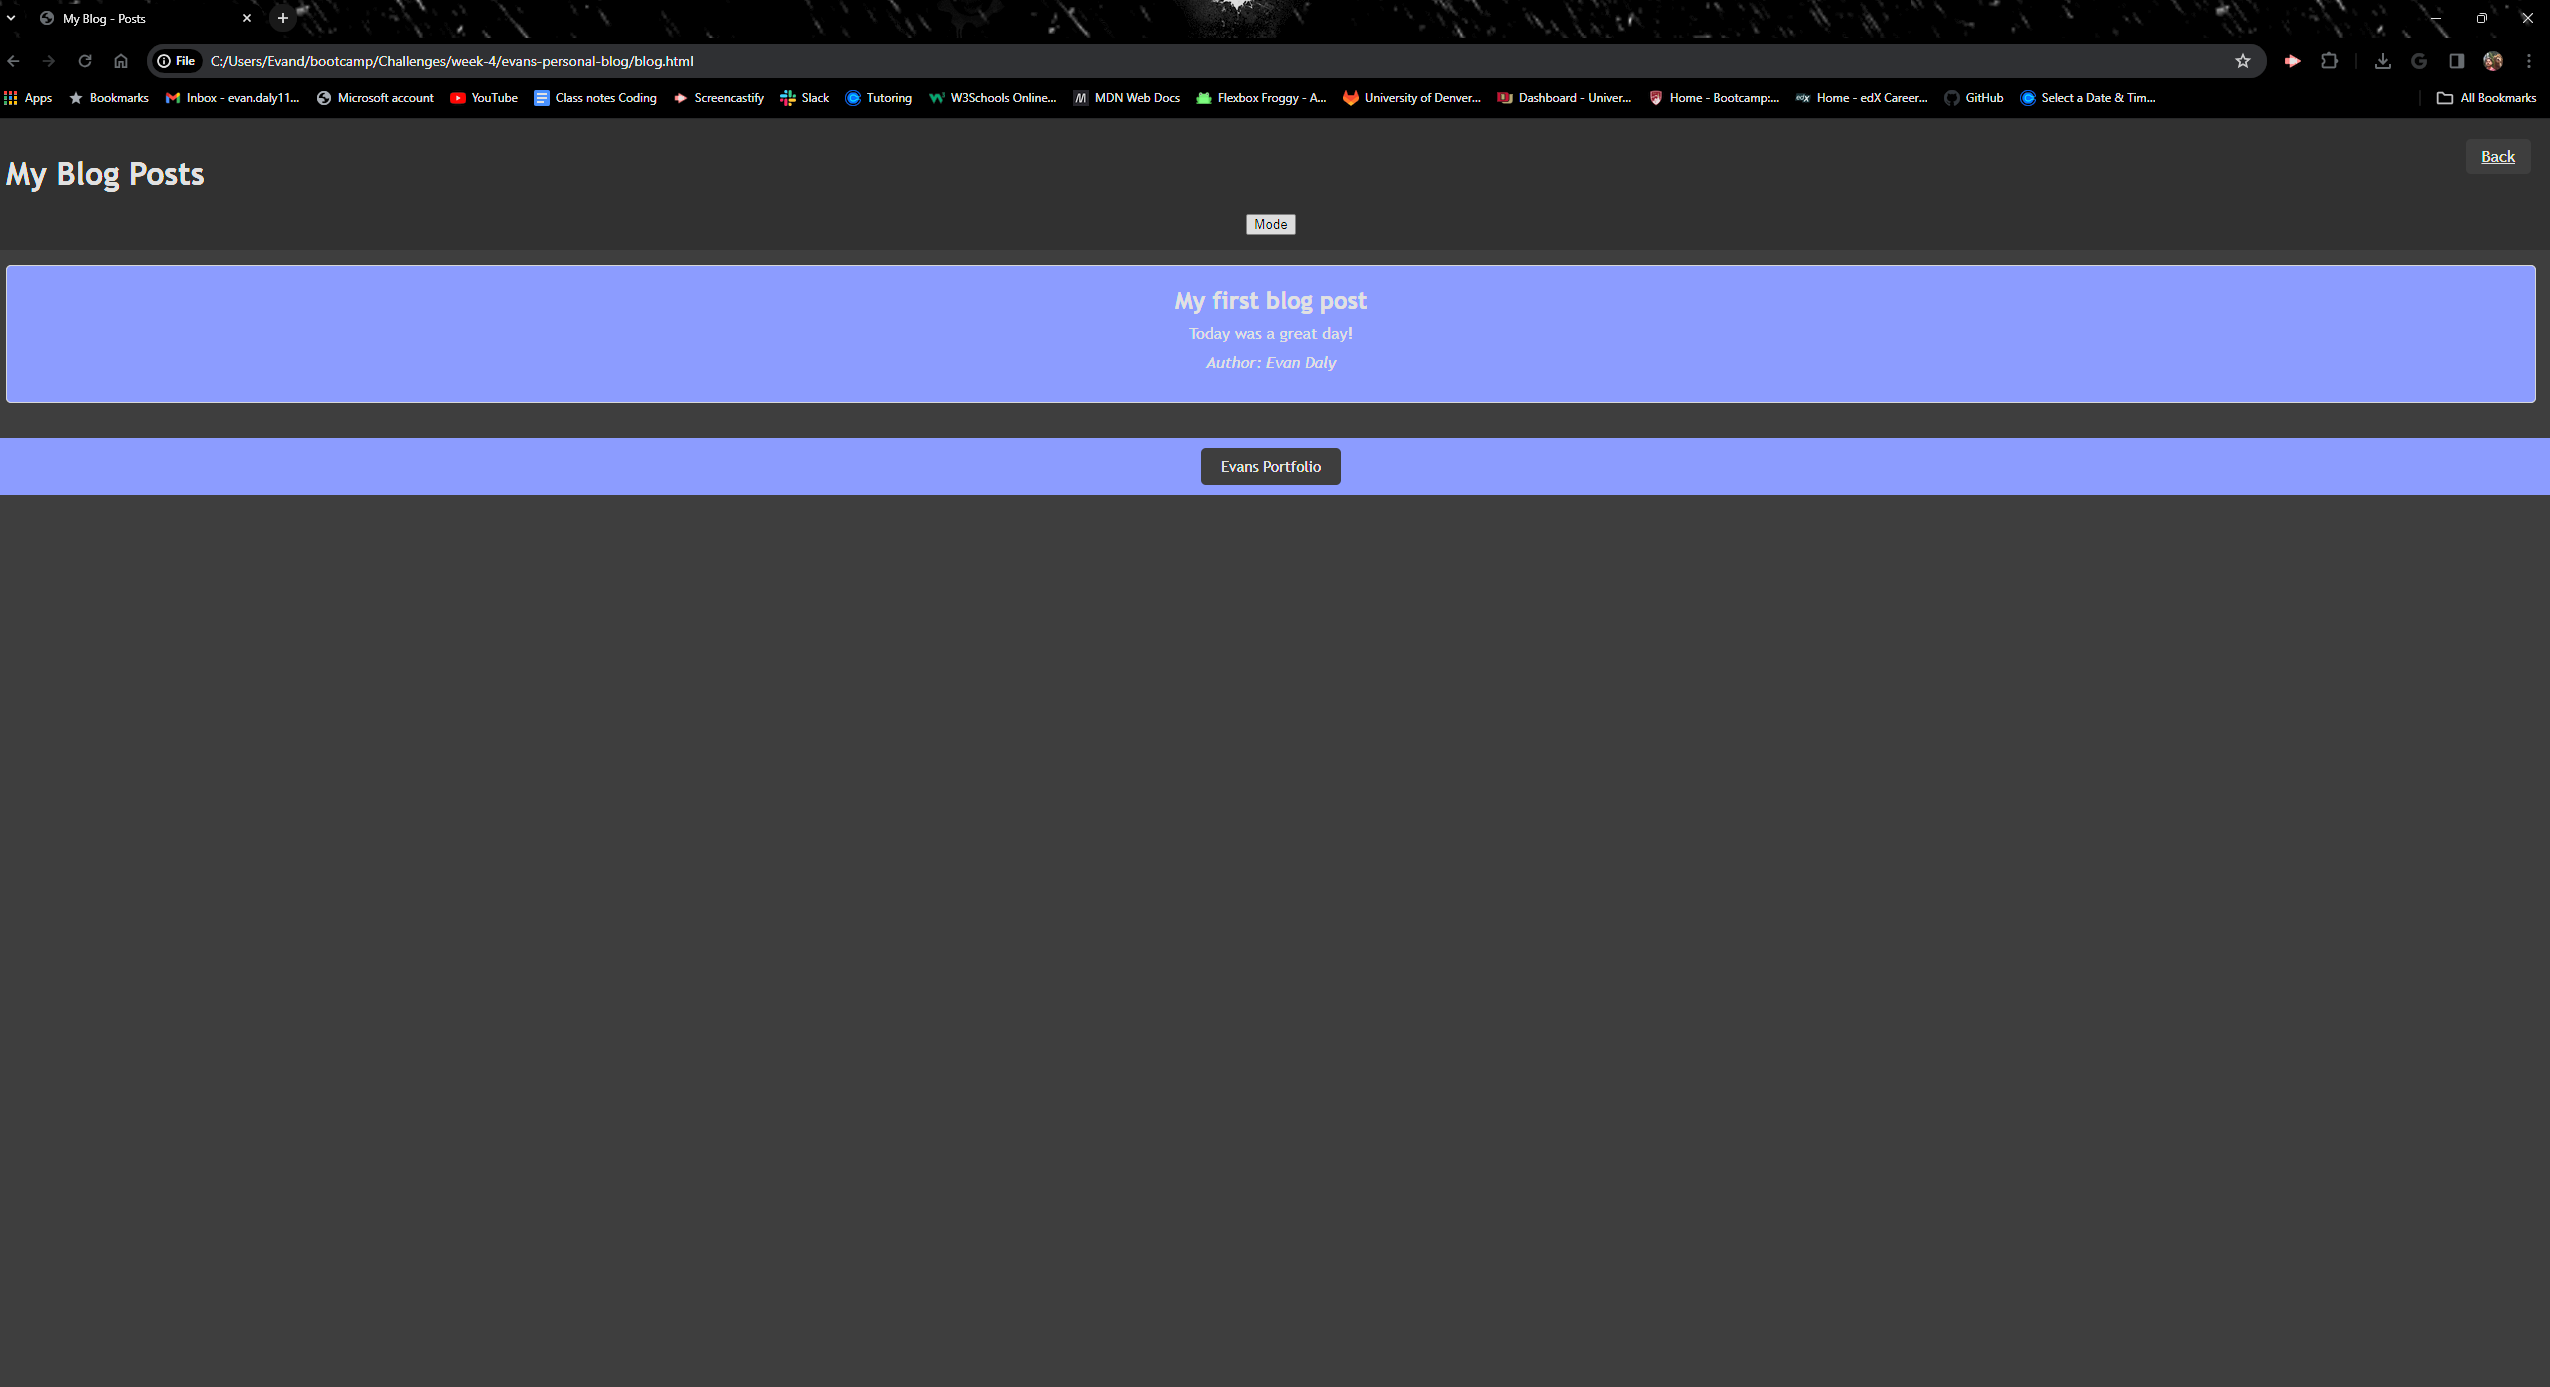 My Blog - Posts
File C:/Users/Evand/bootcamp/Challenges/week-4/evans-personal-blog/blog.html
Apps Bookmarks Inbox - evan.daly11... Microsoft account YouTube Class notes Coding Screencastify Slack Tutoring W3Schools Online... MDN Web Docs Flexbox Froggy - A... University of Denver... Dashboard - Univer... Home - Bootcamp:... Home - edX Career... GitHub Select a Date & Tim... All Bookmarks
Back
My Blog Posts
Mode
My first blog post
Today was a great day!
Author: Evan Daly
Evans Portfolio